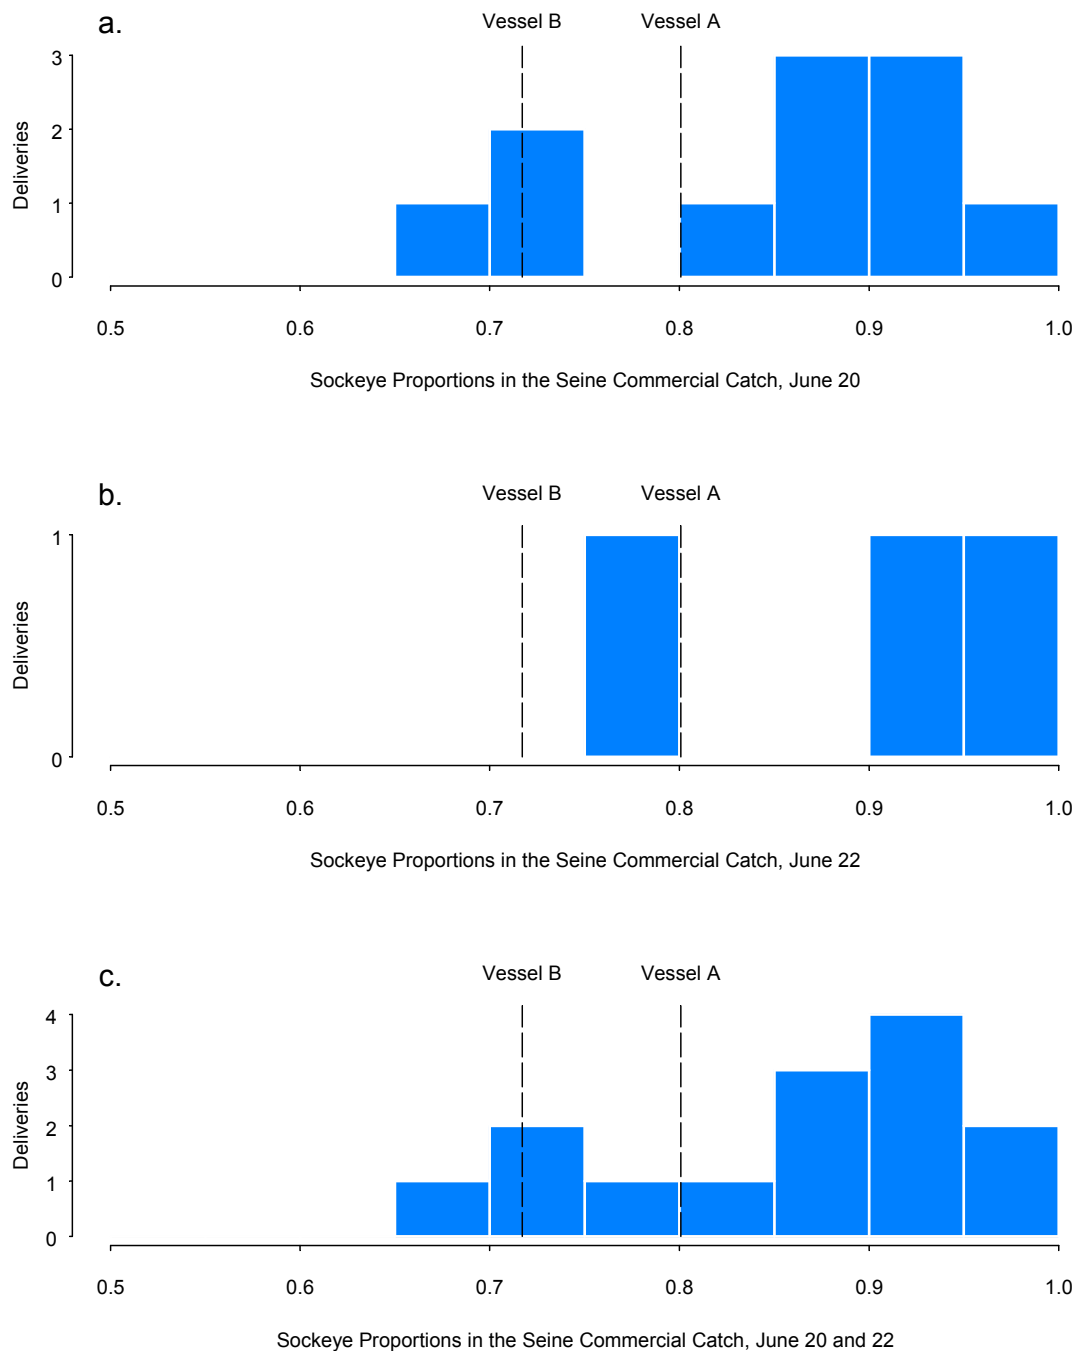 a.
Vessel B Vessel A
3
2
1
0
Deliveries
0.5 0.6 0.7 0.8 0.9 1.0
Sockeye Proportions in the Seine Commercial Catch, June 20
b.
Vessel B Vessel A
1
0
Deliveries
0.5 0.6 0.7 0.8 0.9 1.0
Sockeye Proportions in the Seine Commercial Catch, June 22
c.
Vessel B Vessel A
4
3
2
1
0
Deliveries
0.5 0.6 0.7 0.8 0.9 1.0
Sockeye Proportions in the Seine Commercial Catch, June 20 and 22